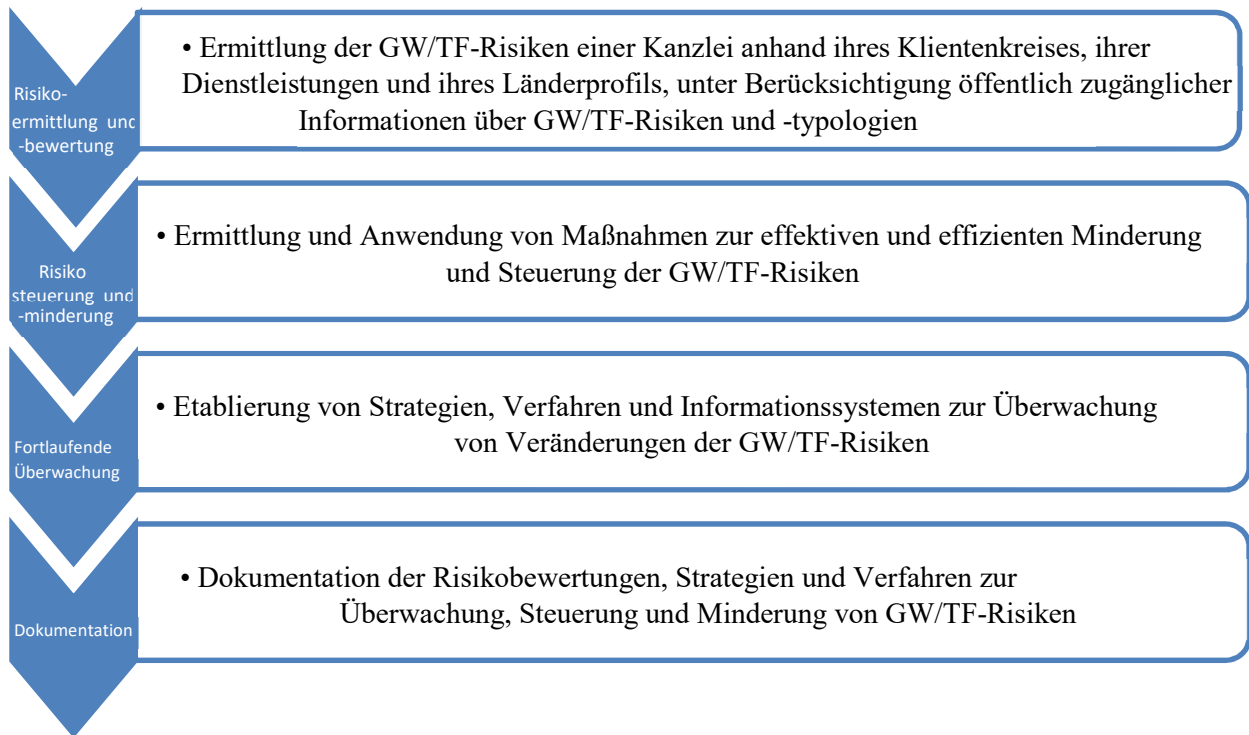 Risiko-
ermittlung und
-bewertung
• Ermittlung der GW/TF-Risiken einer Kanzlei anhand ihres Klientenkreises, ihrer
Dienstleistungen und ihres Länderprofils, unter Berücksichtigung öffentlich zugänglicher
Informationen über GW/TF-Risiken und -typologien
Risiko
steuerung und
-minderung
• Ermittlung und Anwendung von Maßnahmen zur effektiven und effizienten Minderung
und Steuerung der GW/TF-Risiken
Fortlaufende
Überwachung
• Etablierung von Strategien, Verfahren und Informationssystemen zur Überwachung
von Veränderungen der GW/TF-Risiken
Dokumentation
• Dokumentation der Risikobewertungen, Strategien und Verfahren zur
Überwachung, Steuerung und Minderung von GW/TF-Risiken